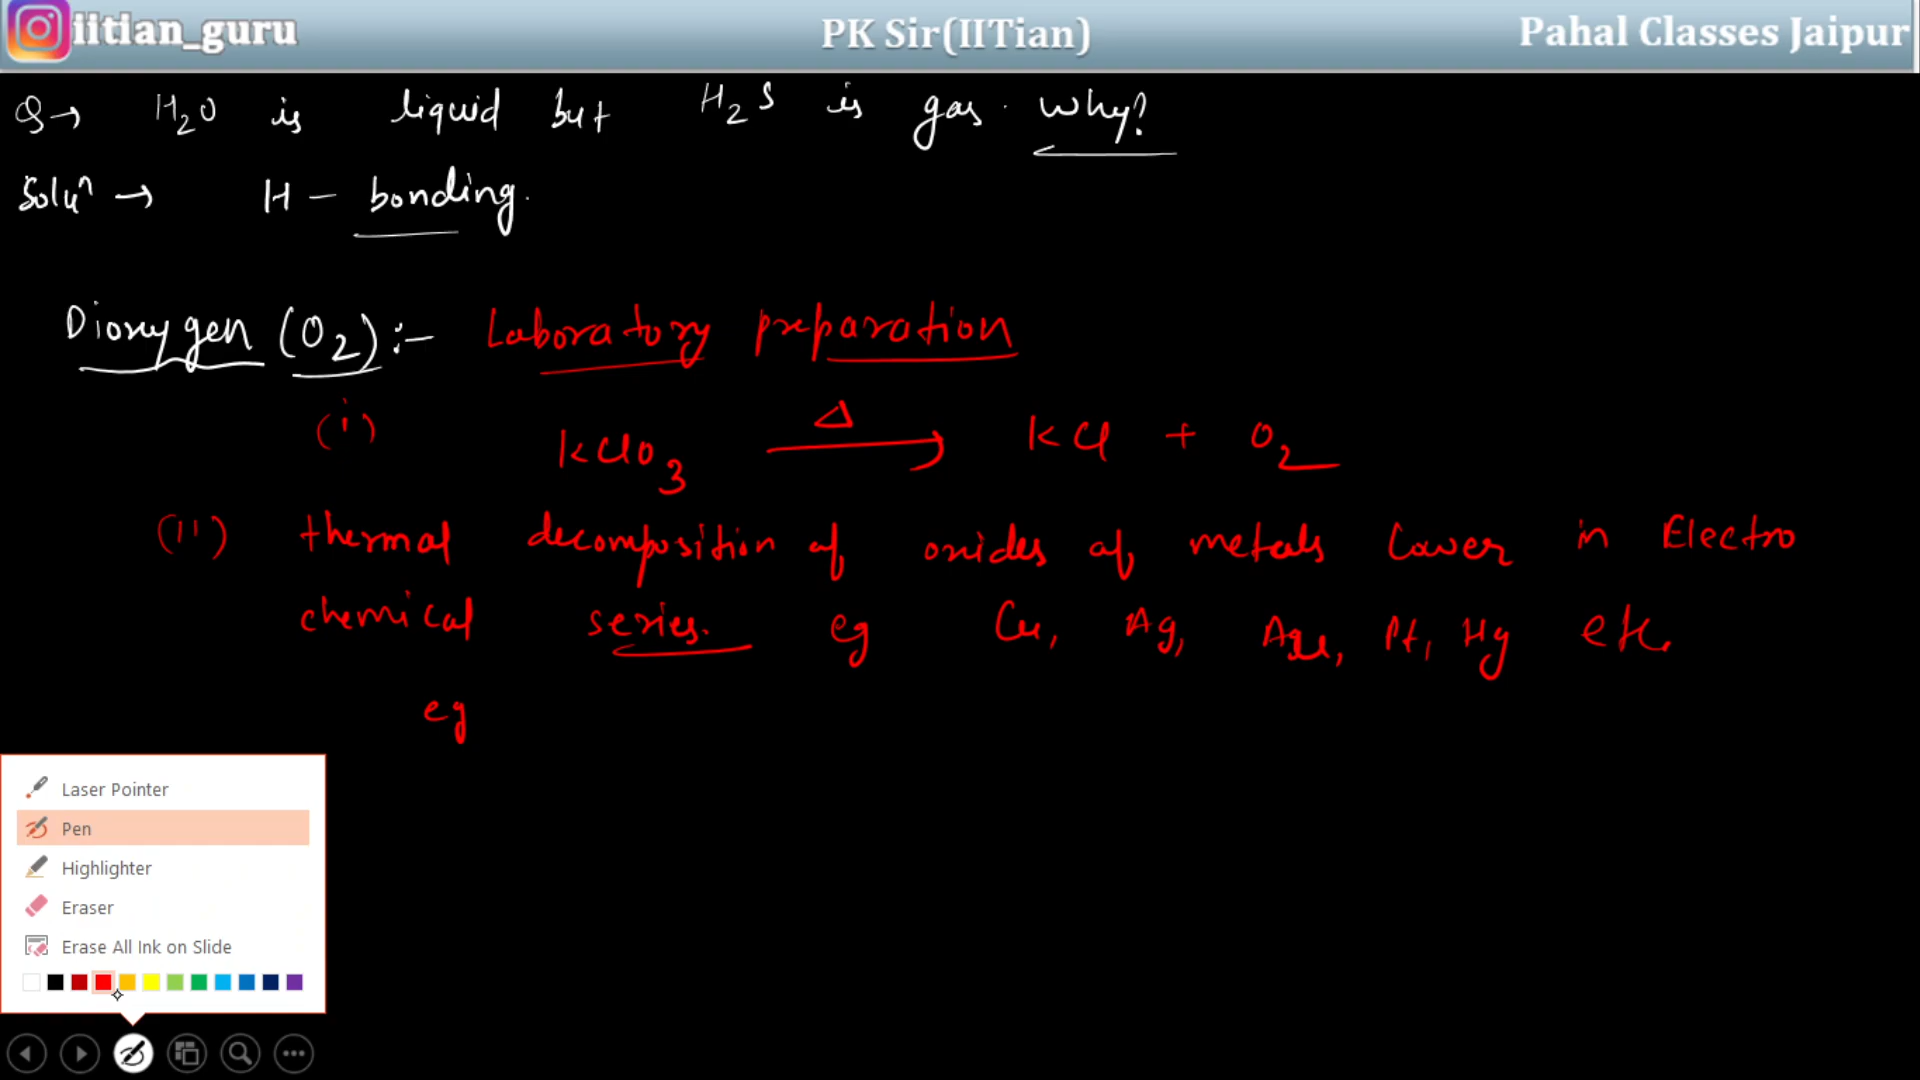 iitian_guru PK Sir(IITian) Pahal Classes Jaipur
Q→ H₂O is liquid but H₂S is gas. Why?
Soluⁿ → H - bonding.
Dioxygen (O₂) :- Laboratory preparation
(i) KClO₃ —Δ→ KCl + O₂
(ii) thermal decomposition of oxides of metals lower in Electro
chemical series. eg Cu, Ag, Au, Pt, Hg etc.
eg
Laser Pointer
Pen
Highlighter
Eraser
Erase All Ink on Slide